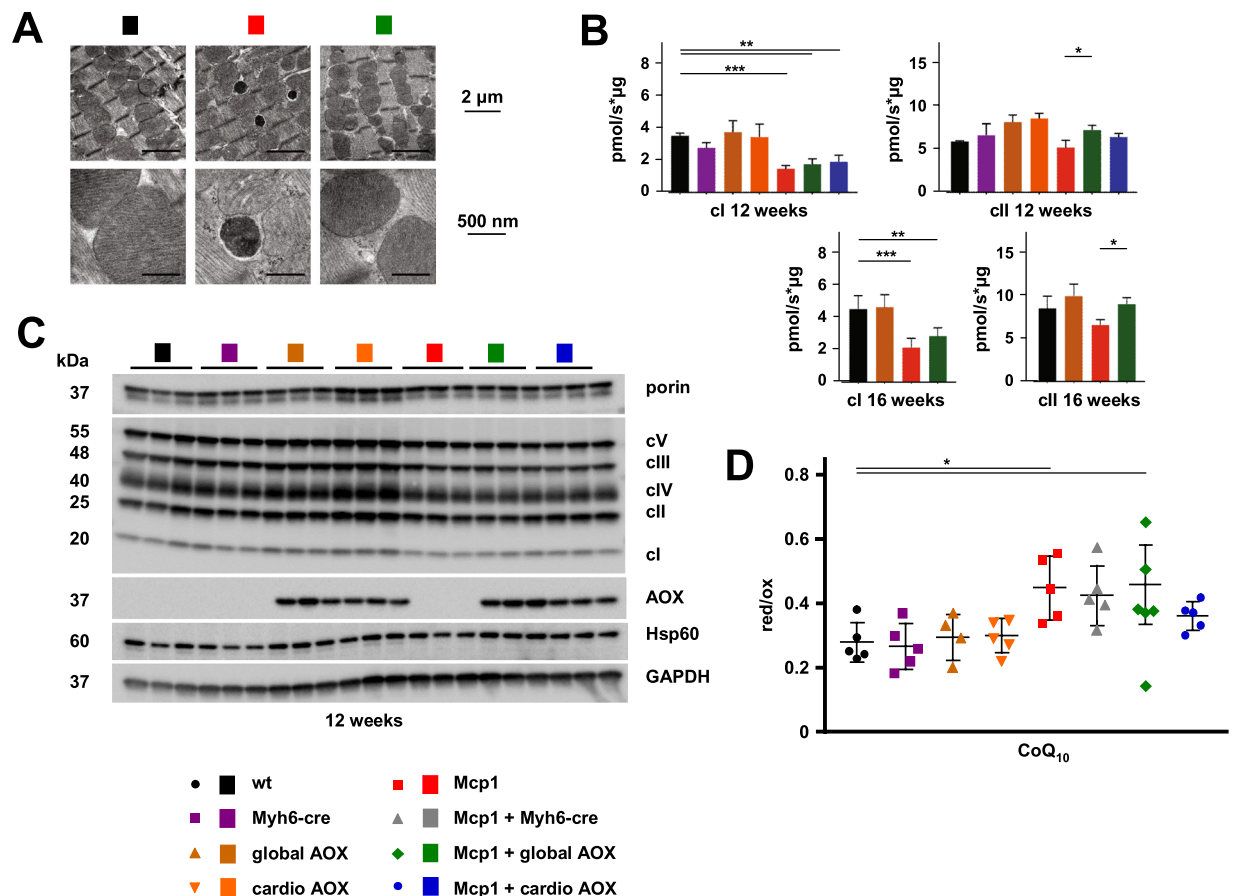 A
2 µm
500 nm
B
**
***
8
6
4
2
0
pmol/s*µg
cI 12 weeks
*
15
10
5
0
pmol/s*µg
cII 12 weeks
**
***
8
6
4
2
0
pmol/s*µg
cI 16 weeks
*
15
10
5
0
pmol/s*µg
cII 16 weeks
C
kDa
37
porin
55
48
40
25
20
cV
cIII
cIV
cII
cI
37
AOX
60
Hsp60
37
GAPDH
12 weeks
D
*
0.8
0.6
0.4
0.2
0
red/ox
CoQ10
wt
Myh6-cre
global AOX
cardio AOX
Mcp1
Mcp1 + Myh6-cre
Mcp1 + global AOX
Mcp1 + cardio AOX